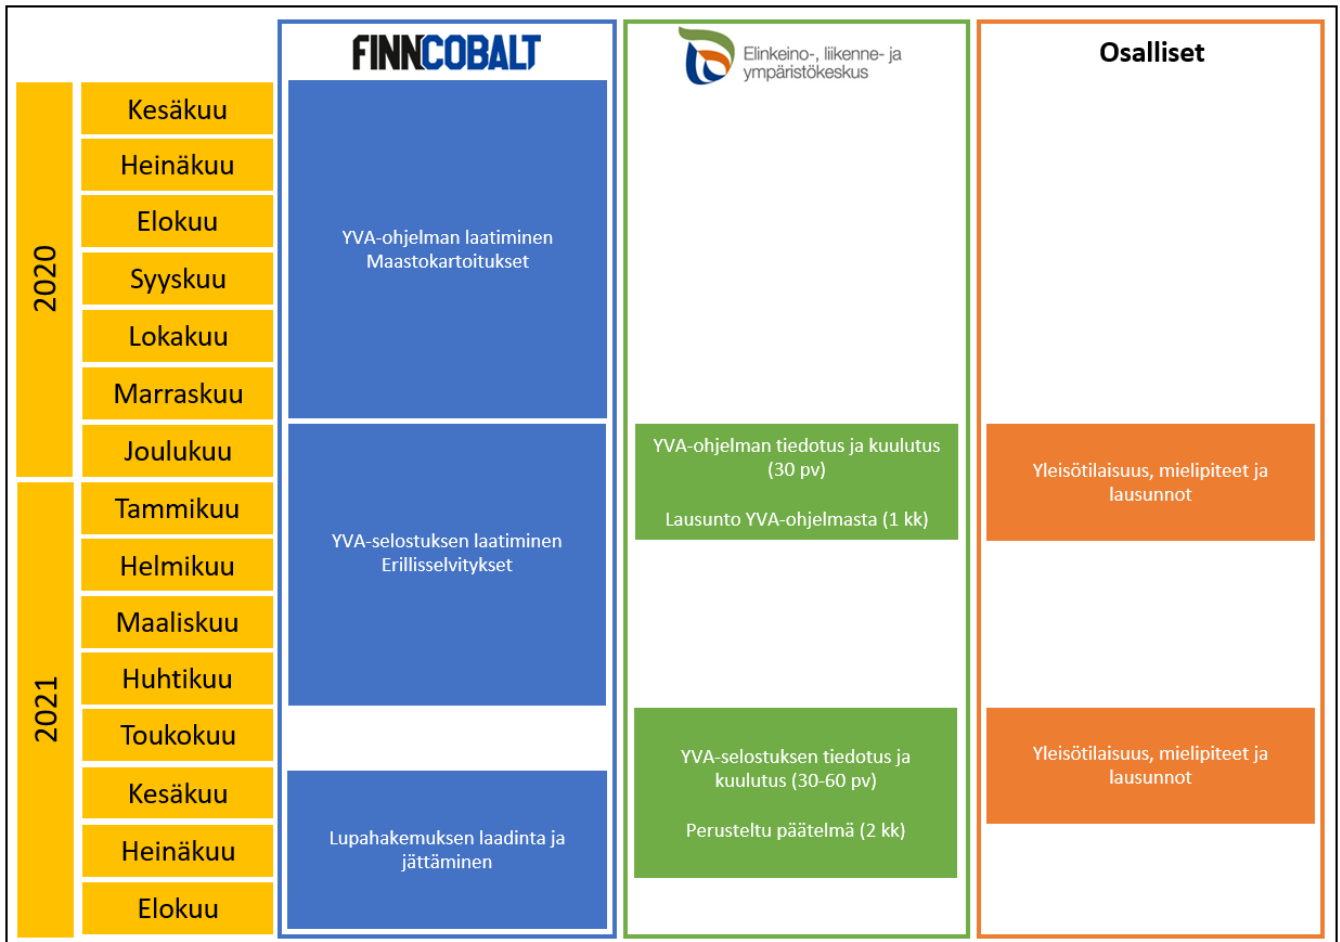 FINNCOBALT
Elinkeino-, liikenne- ja
ympäristökeskus
Osalliset
2020
Kesäkuu
Heinäkuu
Elokuu
Syyskuu
Lokakuu
Marraskuu
Joulukuu
2021
Tammikuu
Helmikuu
Maaliskuu
Huhtikuu
Toukokuu
Kesäkuu
Heinäkuu
Elokuu
YVA-ohjelman laatiminen
Maastokartoitukset
YVA-selostuksen laatiminen
Erillisselvitykset
Lupahakemuksen laadinta ja
jättäminen
YVA-ohjelman tiedotus ja kuulutus
(30 pv)
Lausunto YVA-ohjelmasta (1 kk)
YVA-selostuksen tiedotus ja
kuulutus (30-60 pv)
Perusteltu päätelmä (2 kk)
Yleisötilaisuus, mielipiteet ja
lausunnot
Yleisötilaisuus, mielipiteet ja
lausunnot